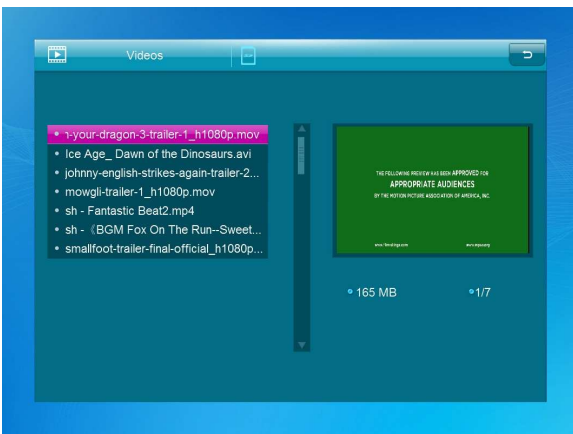 Videos
ı-your-dragon-3-trailer-1_h1080p.mov
Ice Age_ Dawn of the Dinosaurs.avi
johnny-english-strikes-again-trailer-2...
mowgli-trailer-1_h1080p.mov
sh - Fantastic Beat2.mp4
sh -《BGM Fox On The Run--Sweet...
smallfoot-trailer-final-official_h1080p...
THE FOLLOWING PREVIEW HAS BEEN APPROVED FOR
APPROPRIATE AUDIENCES
BY THE MOTION PICTURE ASSOCIATION OF AMERICA, INC.
165 MB
1/7